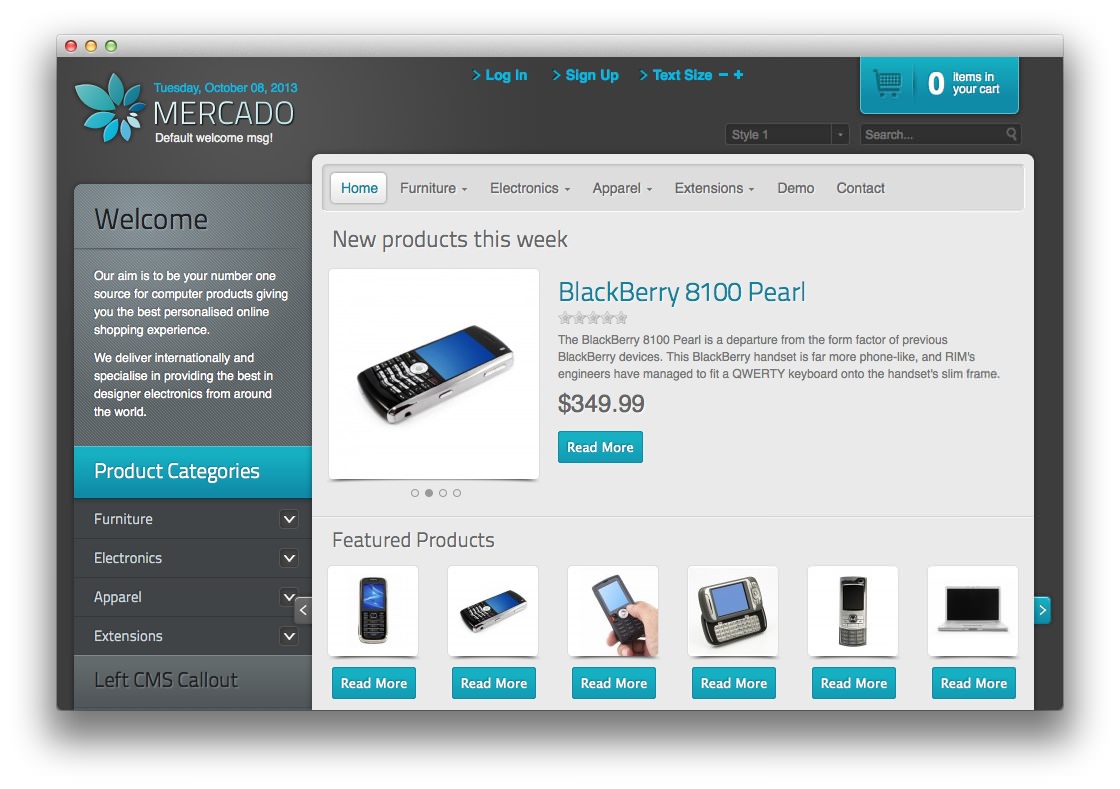 Tuesday, October 08, 2013
MERCADO
Default welcome msg!
> Log In > Sign Up > Text Size − +
0 items in
your cart
Style 1
Search...
Welcome
Our aim is to be your number one
source for computer products giving
you the best personalised online
shopping experience.
We deliver internationally and
specialise in providing the best in
designer electronics from around
the world.
Product Categories
Furniture
Electronics
Apparel
Extensions
Left CMS Callout
Home Furniture Electronics Apparel Extensions Demo Contact
New products this week
BlackBerry 8100 Pearl
The BlackBerry 8100 Pearl is a departure from the form factor of previous
BlackBerry devices. This BlackBerry handset is far more phone-like, and RIM's
engineers have managed to fit a QWERTY keyboard onto the handset's slim frame.
$349.99
Read More
Featured Products
Read More Read More Read More Read More Read More Read More